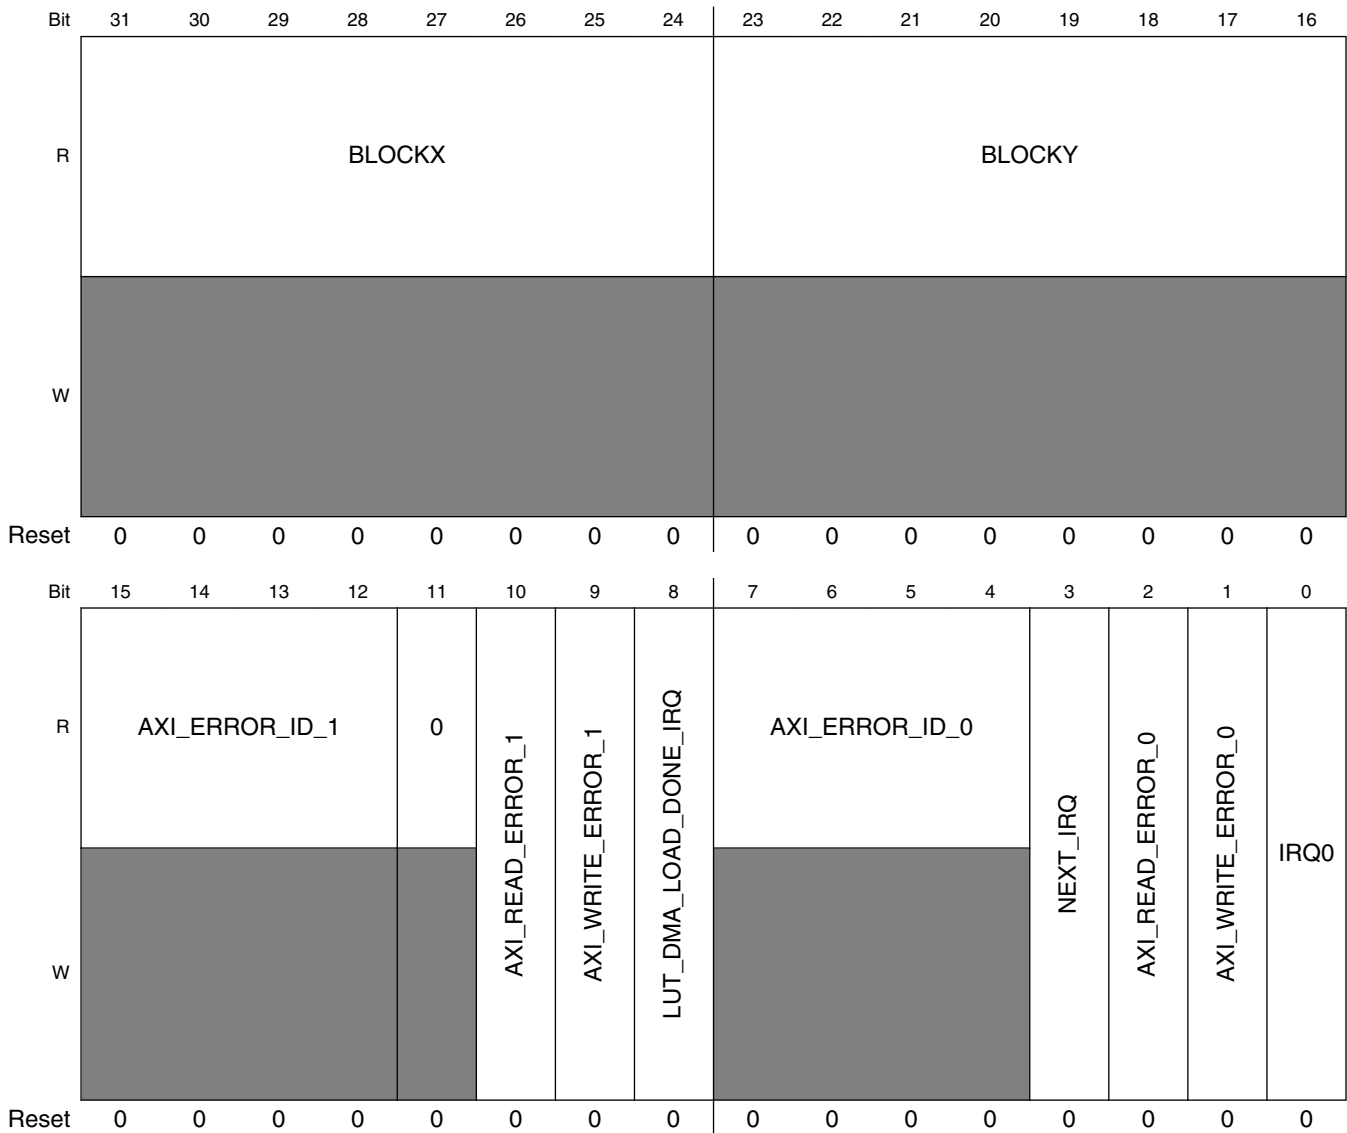 Bit 31 30 29 28 27 26 25 24 23 22 21 20 19 18 17 16
R BLOCKX BLOCKY
W
Reset 0 0 0 0 0 0 0 0 0 0 0 0 0 0 0 0
Bit 15 14 13 12 11 10 9 8 7 6 5 4 3 2 1 0
R AXI_ERROR_ID_1 0 AXI_READ_ERROR_1 AXI_WRITE_ERROR_1 LUT_DMA_LOAD_DONE_IRQ AXI_ERROR_ID_0 NEXT_IRQ AXI_READ_ERROR_0 AXI_WRITE_ERROR_0 IRQ0
W
Reset 0 0 0 0 0 0 0 0 0 0 0 0 0 0 0 0